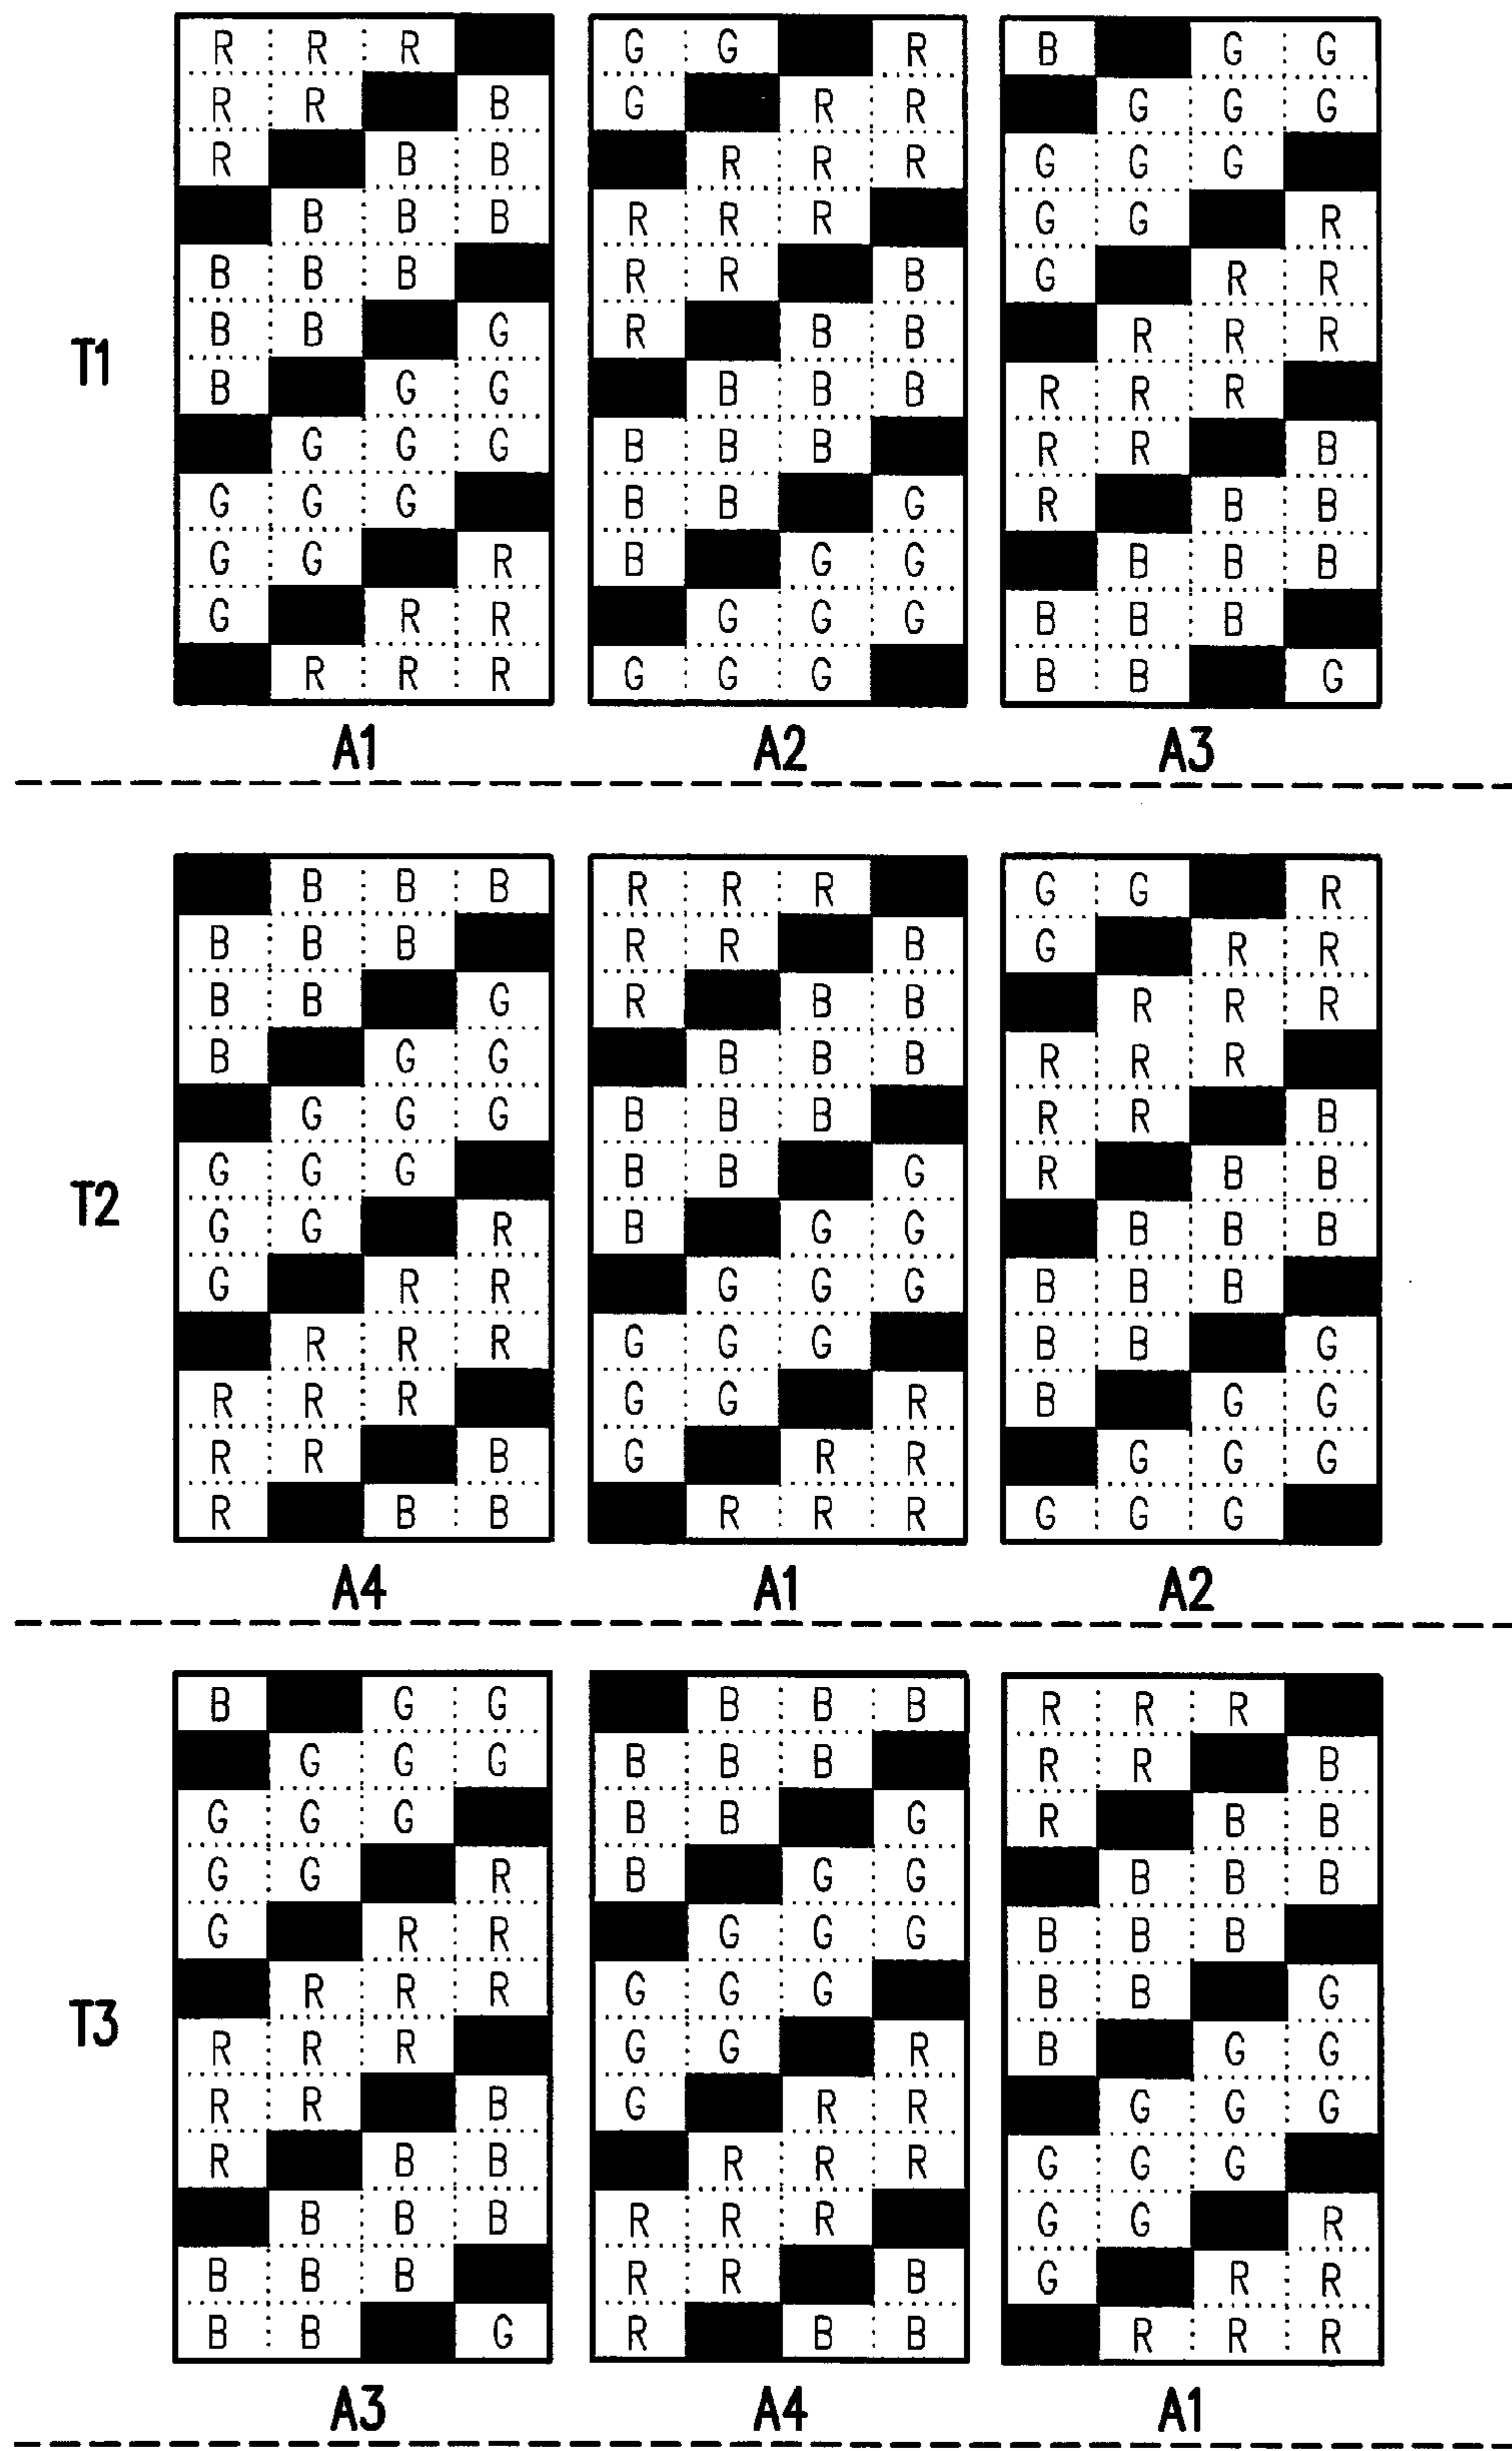 R R R G G R B G G
R R B G R R G G G
R B B R R R G G G
B B B R R R G G R
B B B R R B G R R
T1
B B G R B B R R R
B G G B B B R R R
G G G B B B R R B
G G G B B G R B B
G G R B G G B B B
G R R G G G B B B
R R R G G G B B G
A1 A2 A3
B B B R R R G G R
B B B R R B G R R
B B G R B B R R R
B G G B B B R R R
G G G B B B R R B
G G G B B G R B B
T2
G G R B G G B B B
G R R G G G B B B
R R R G G G B B G
R R R G G R B G G
R R B G R R G G G
R B B R R R G G G
A4 A1 A2
B G G B B B R R R
G G G B B B R R B
G G G B B G R B B
G G R B G G B B B
G R R G G G B B B
R R R G G G B B G
T3
R R R G G R B G G
R R B G R R G G G
R B B R R R G G G
B B B R R R G G R
B B B R R B G R R
B B G R B B R R R
A3 A4 A1